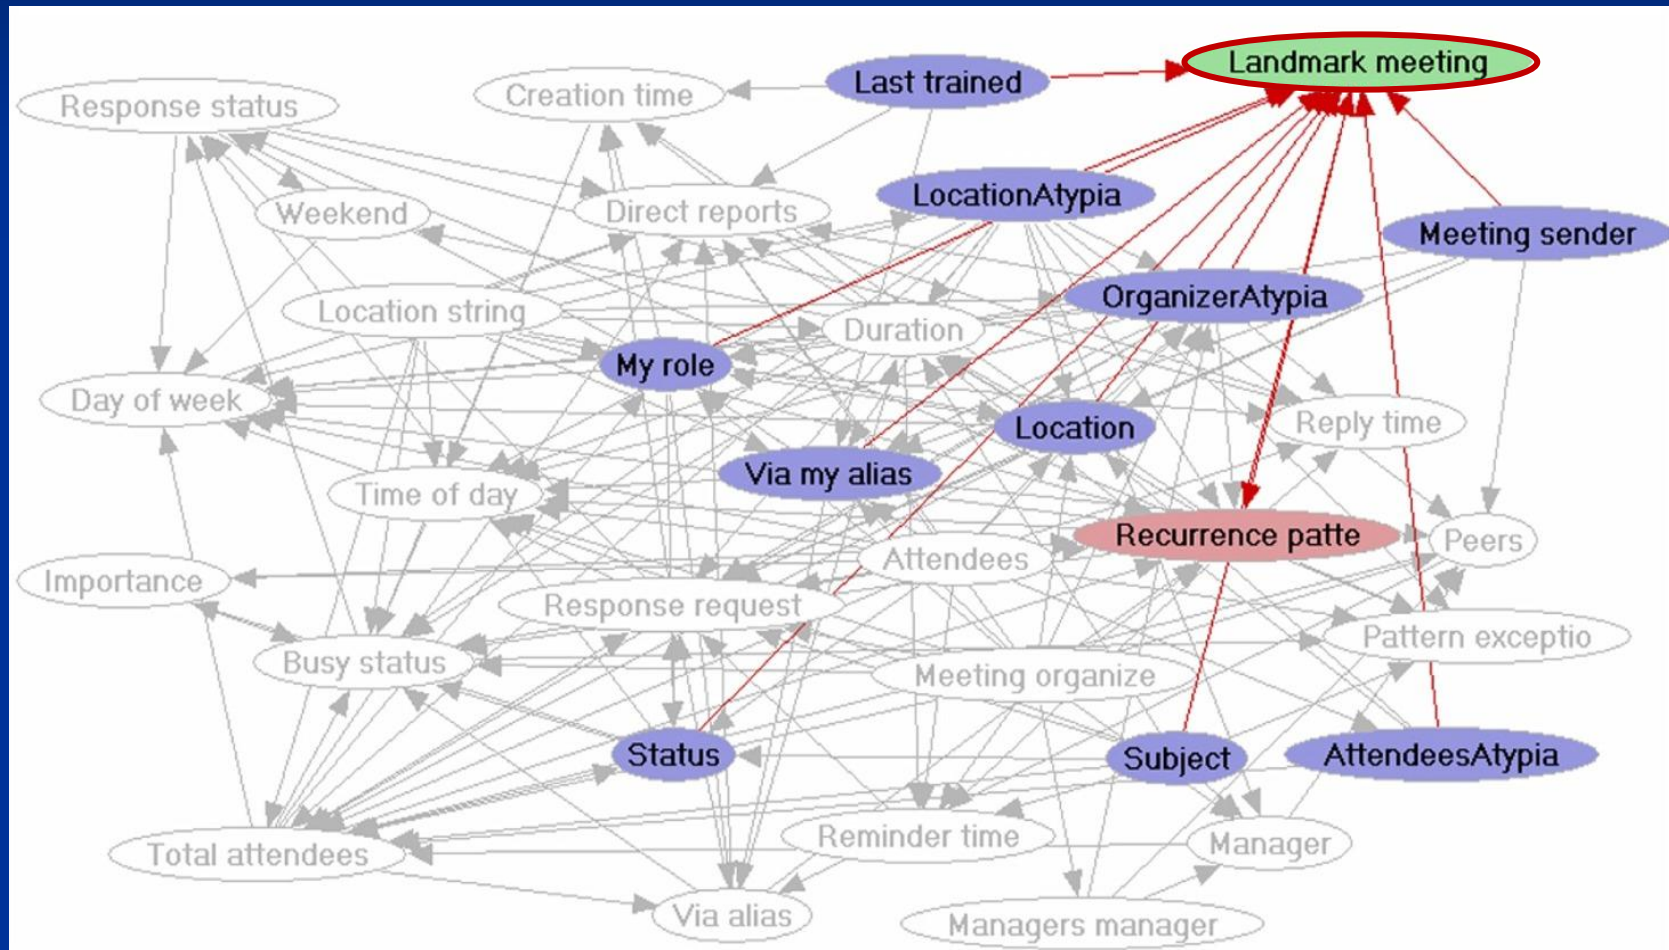 Landmark meeting
Last trained
Creation time
Response status
LocationAtypia
Direct reports
Weekend
Meeting sender
OrganizerAtypia
Location string
Duration
My role
Day of week
Reply time
Location
Via my alias
Time of day
Recurrence patte
Peers
Attendees
Importance
Response request
Pattern exceptio
Busy status
Meeting organize
Status
Subject
AttendeesAtypia
Reminder time
Manager
Total attendees
Via alias
Managers manager